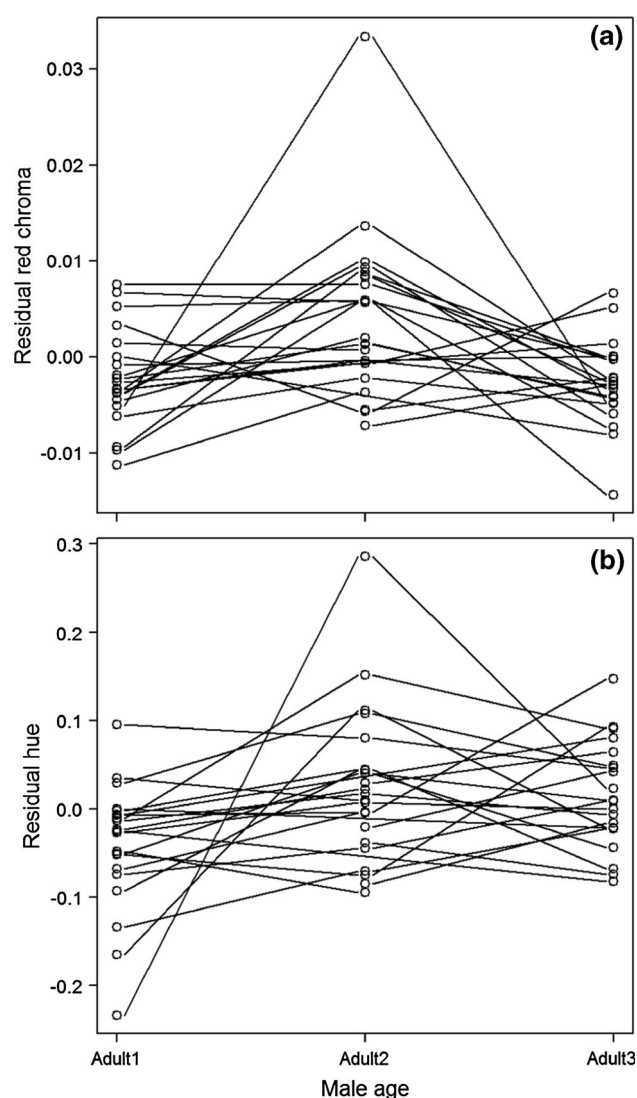 (a)
0.03
0.02
0.01
0.00
-0.01
Residual red chroma
(b)
0.3
0.2
0.1
0.0
-0.1
-0.2
Residual hue
Adult1 Adult2 Adult3
Male age